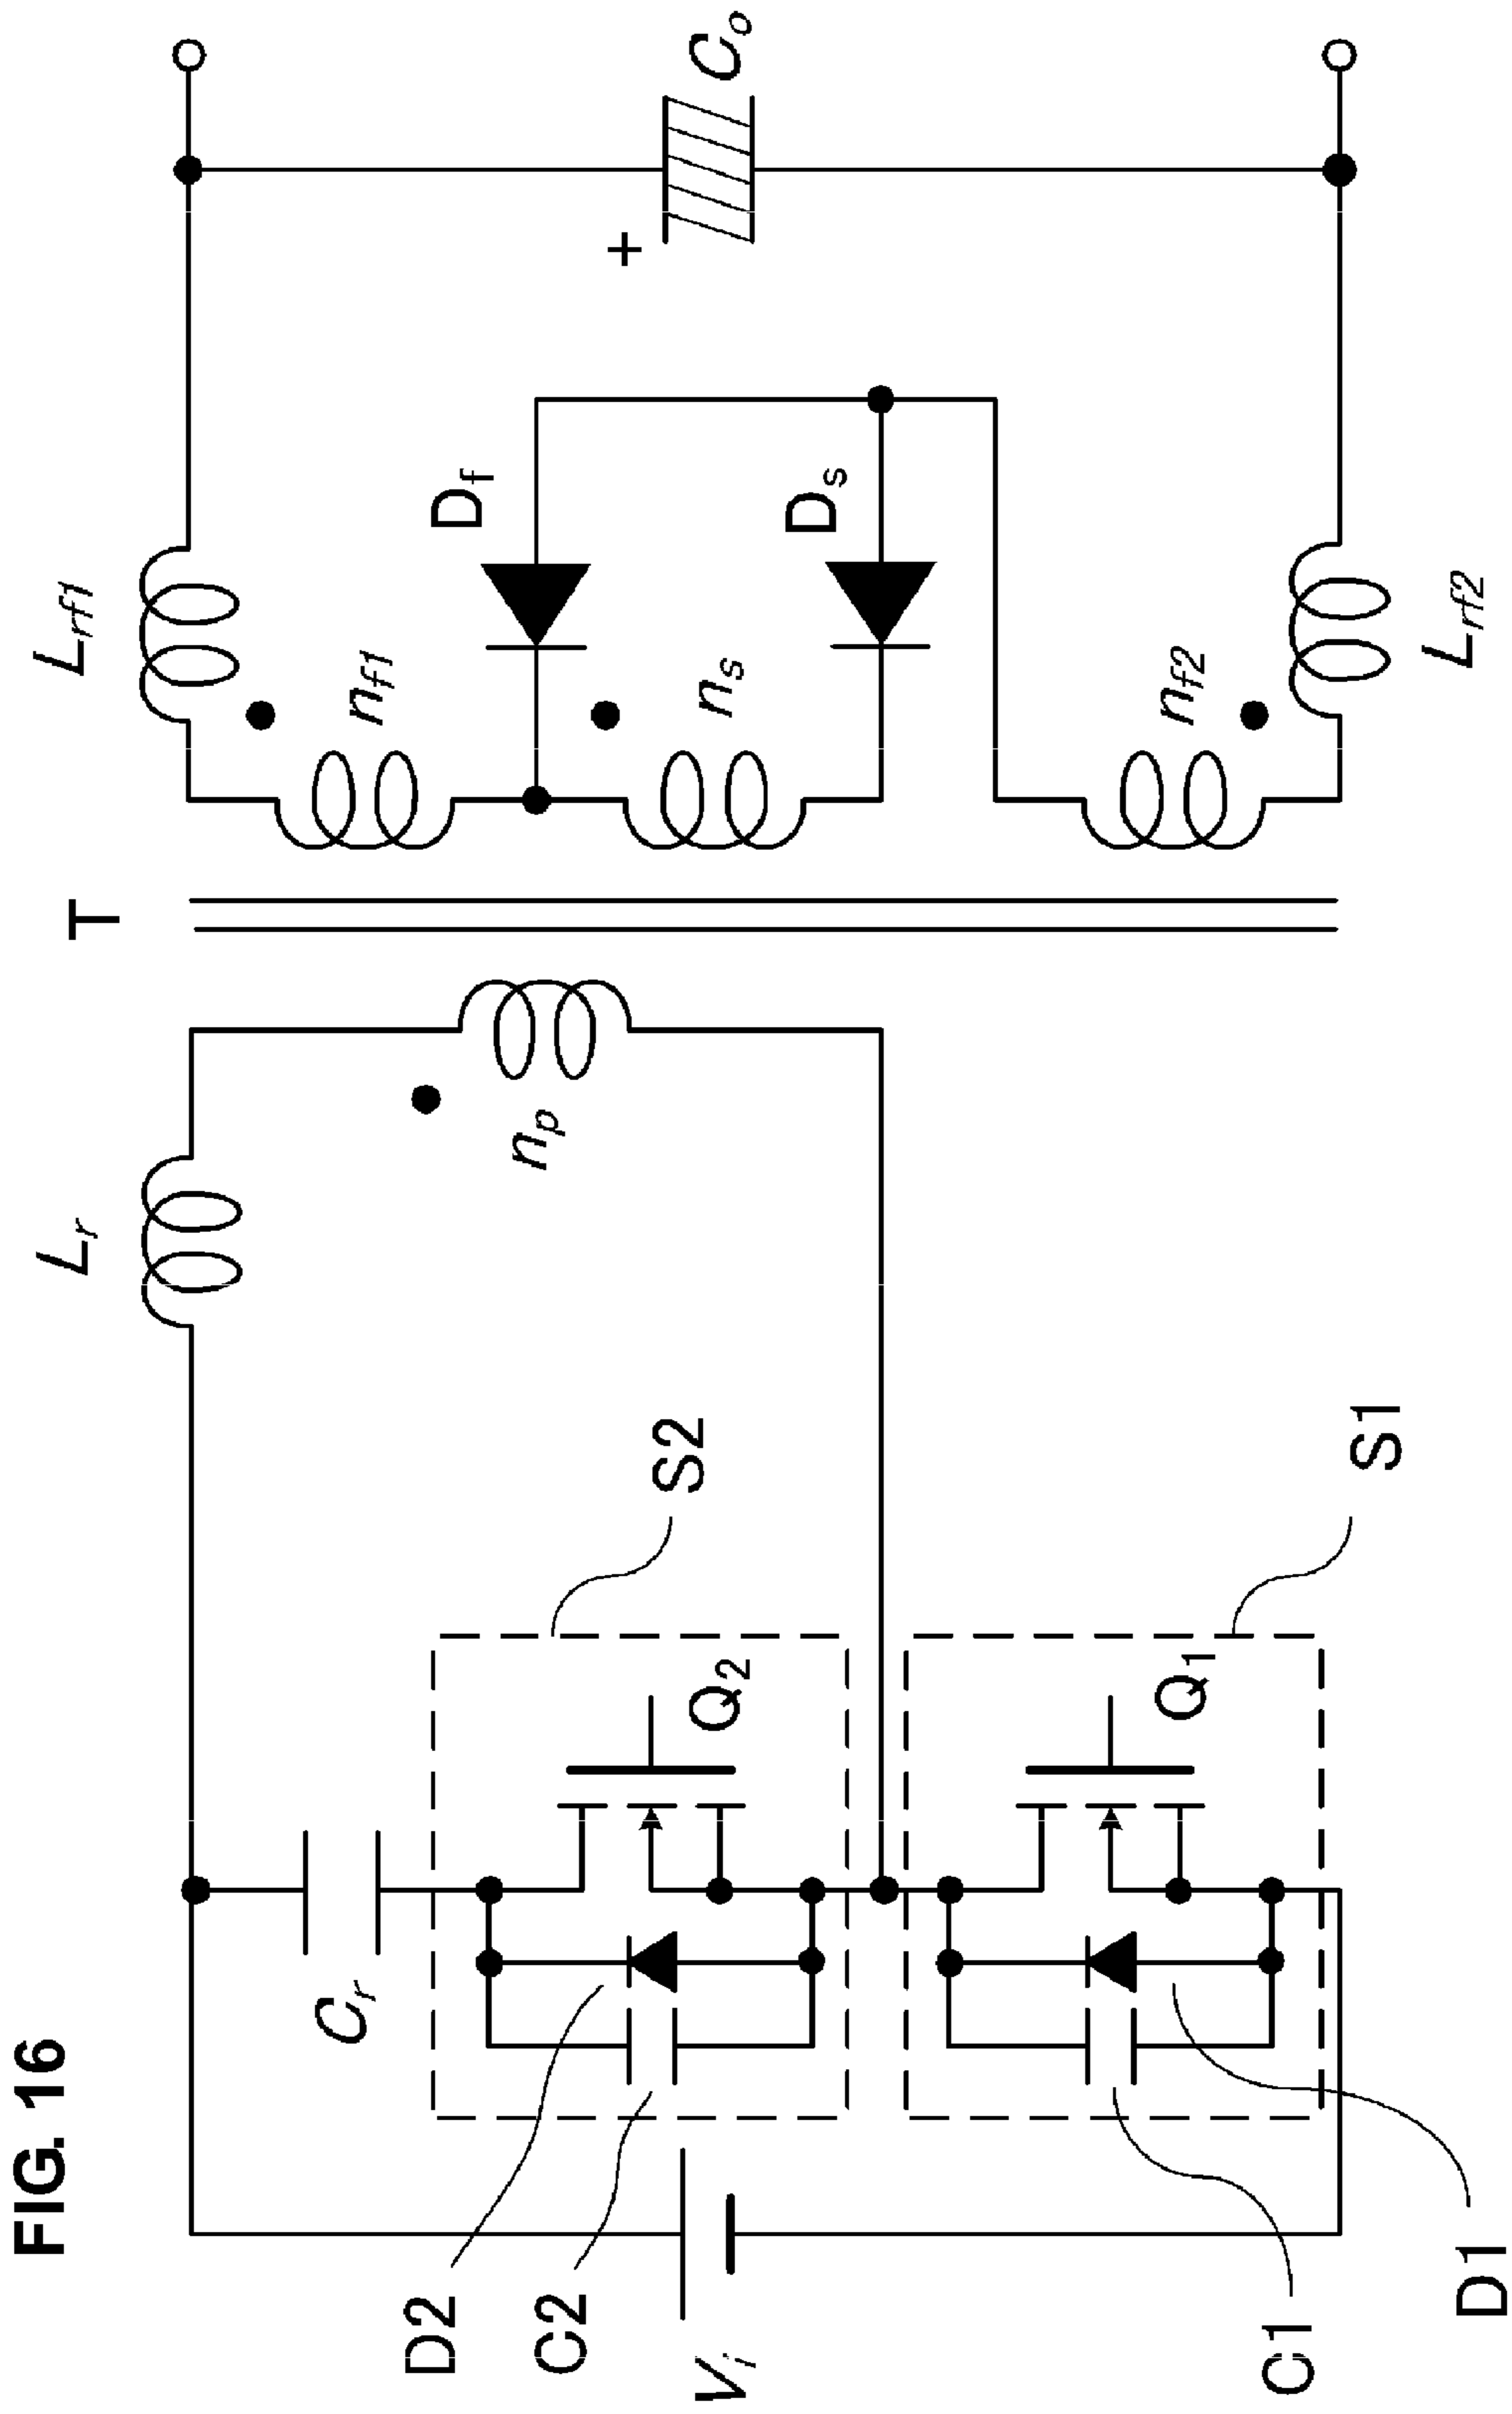 FIG. 16
T
L_r
L_rf1
n_f1
D_f
+
C_o
n_p
n_s
D_s
S2
C_r
Q_2
D2
C2
V_i
n_f2
Q_1
S1
L_rf2
C1
D1